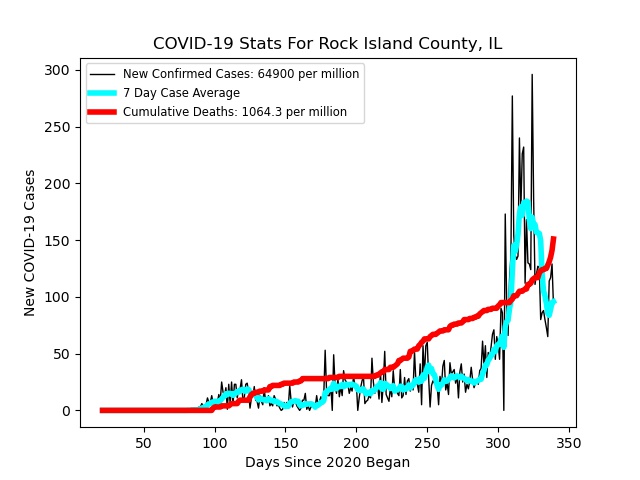 COVID-19 Stats For Rock Island County, IL
New Confirmed Cases: 64900 per million
7 Day Case Average
Cumulative Deaths: 1064.3 per million
New COVID-19 Cases
300
250
200
150
100
50
0
50 100 150 200 250 300 350
Days Since 2020 Began